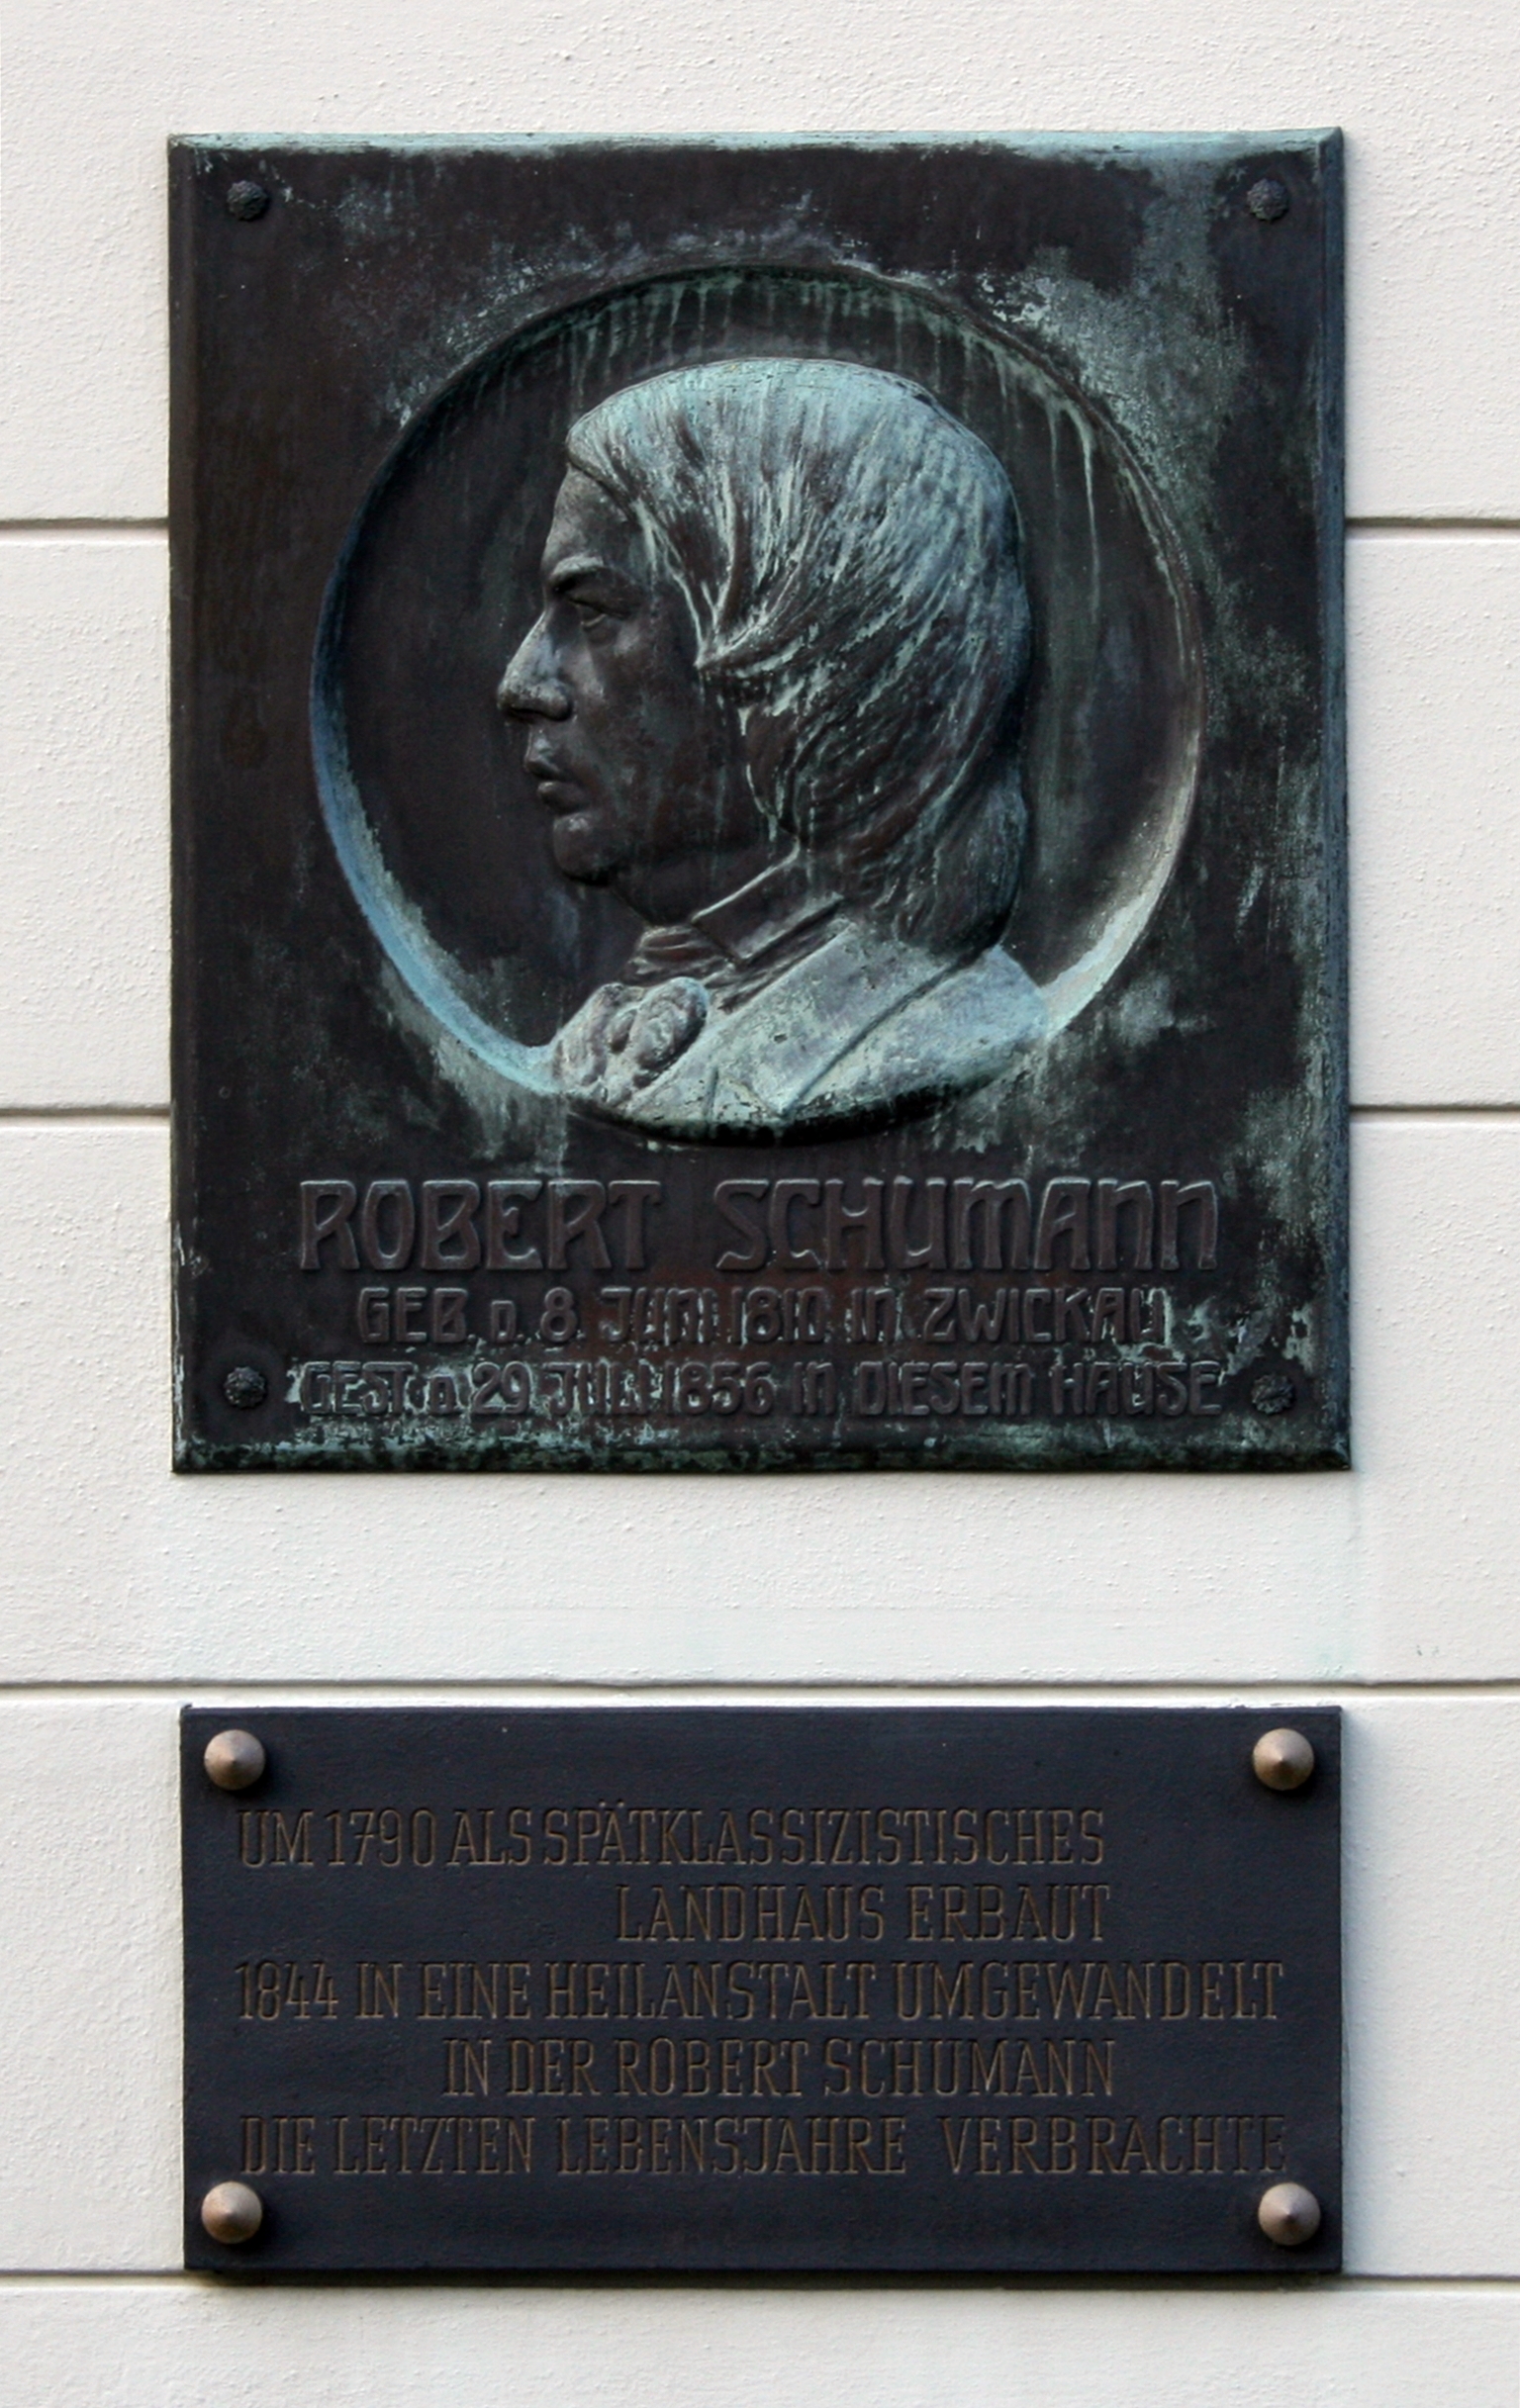 ROBERT SCHUMANN
GEB. D. 8. JUNI 1810 IN ZWICKAU
GEST. D. 29. JULI 1856 IN DIESEM HAUSE
UM 1790 ALS SPÄTKLASSIZISTISCHES
LANDHAUS ERBAUT
1844 IN EINE HEILANSTALT UMGEWANDELT
IN DER ROBERT SCHUMANN
DIE LETZTEN LEBENSJAHRE VERBRACHTE